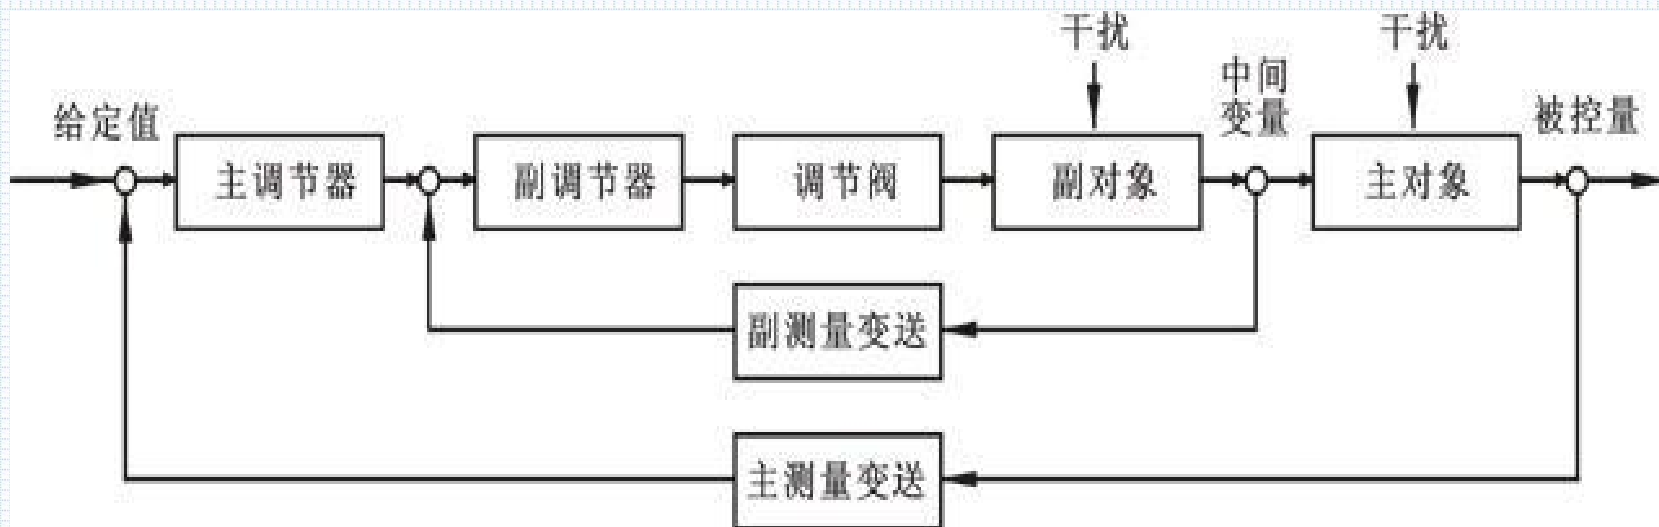 干扰
干扰
中间
变量
给定值
被控量
主调节器
副调节器
调节阀
副对象
主对象
副测量变送
主测量变送